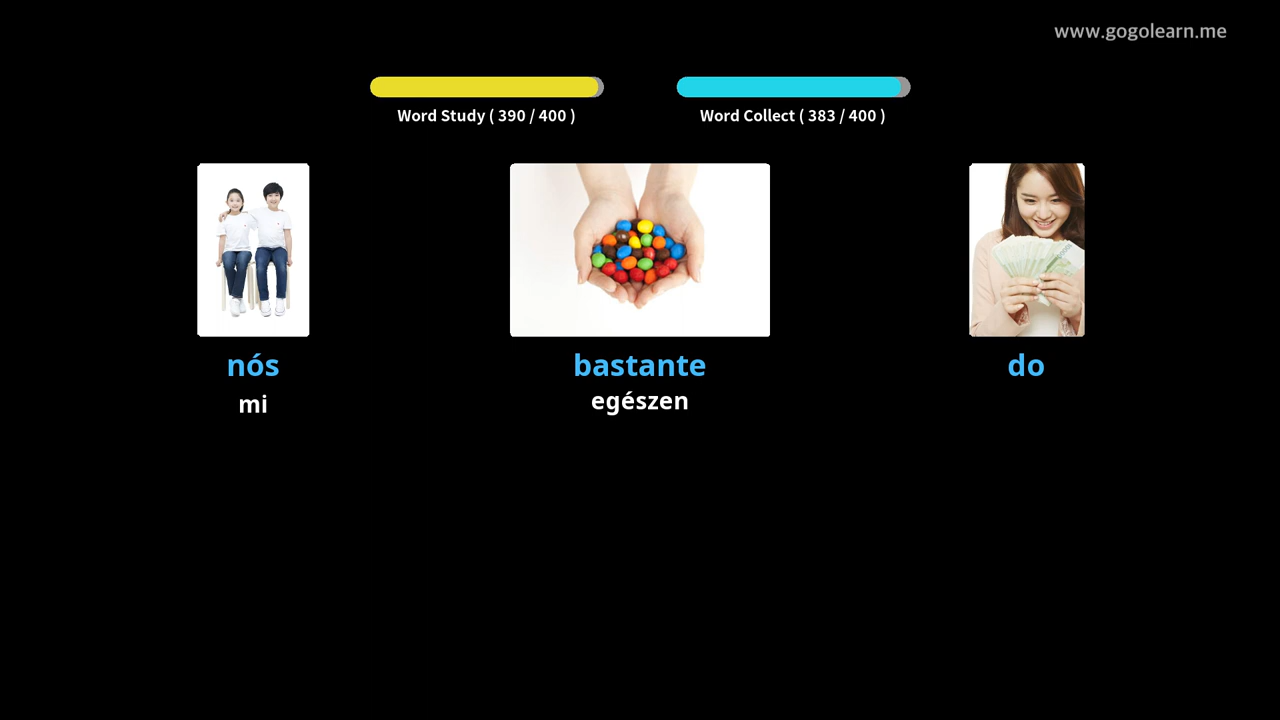 www.gogolearn.me
Word Study ( 390 / 400 )
Word Collect ( 383 / 400 )
nós
bastante
do
mi
egészen